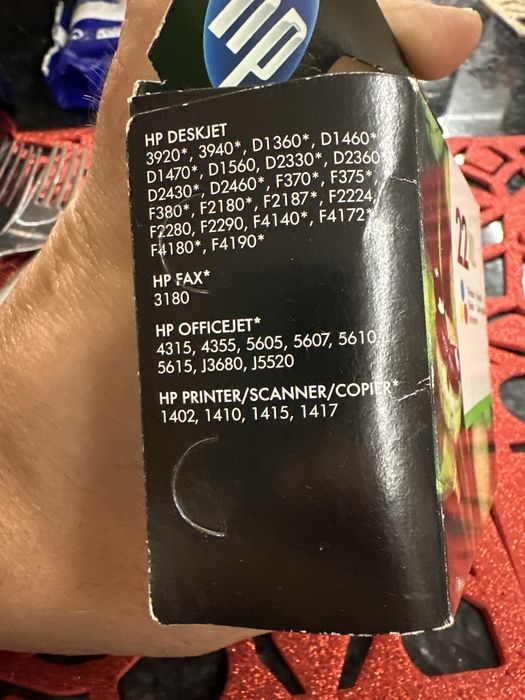 hp
HP DESKJET
3920*, 3940*, D1360*, D1460*
D1470*, D1560, D2330*, D2360
D2430*, D2460*, F370*, F375*
F380*, F2180*, F2187*, F2224,
F2280, F2290, F4140*, F4172*
F4180*, F4190*
HP FAX*
3180
HP OFFICEJET*
4315, 4355, 5605, 5607, 5610,
5615, J3680, J5520
HP PRINTER/SCANNER/COPIER*
1402, 1410, 1415, 1417
22